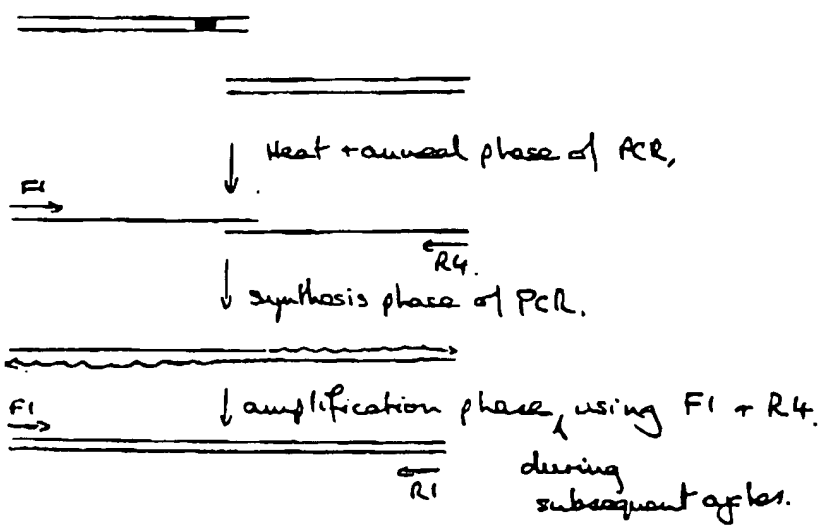 Heat + anneal phase of PCR,
F1
R4.
synthesis phase of PCR.
F1
amplification phase, using F1 + R4.
R1
during
subsequent cycles.